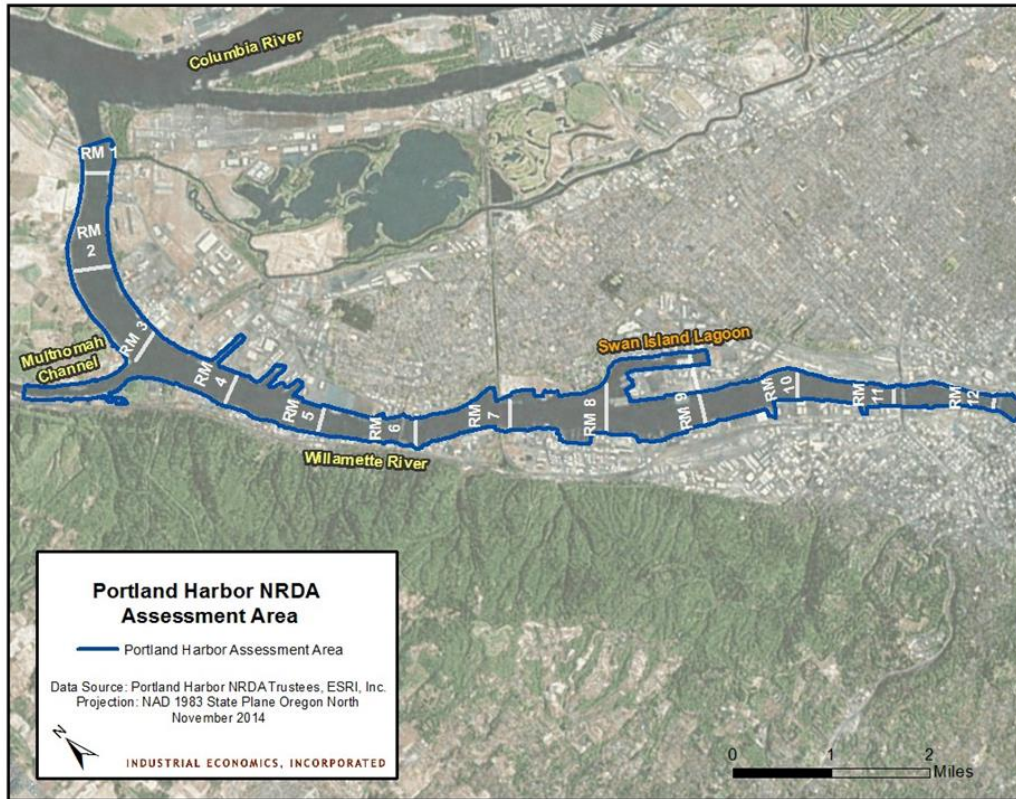 Columbia River
RM 1
RM
2
RM 3
Multnomah
Channel
RM
4
RM
5
RM
6
Willamette River
RM
7
RM 8
Swan Island Lagoon
RM 9
RM
10
RM
11
RM
12
Portland Harbor NRDA
Assessment Area
Portland Harbor Assessment Area
Data Source: Portland Harbor NRDA Trustees, ESRI, Inc.
Projection: NAD 1983 State Plane Oregon North
November 2014
N
INDUSTRIAL ECONOMICS, INCORPORATED
0 1 2
Miles